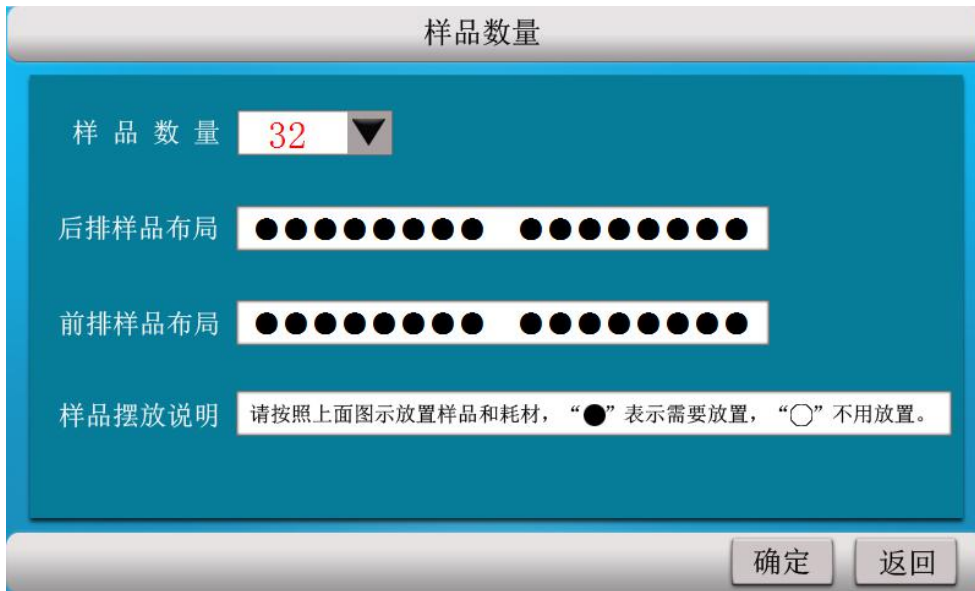 样品数量
样品数量 32
后排样品布局 ●●●●●●●● ●●●●●●●●
前排样品布局 ●●●●●●●● ●●●●●●●●
样品摆放说明 请按照上面图示放置样品和耗材，“●”表示需要放置，“○”不用放置。
确定 返回